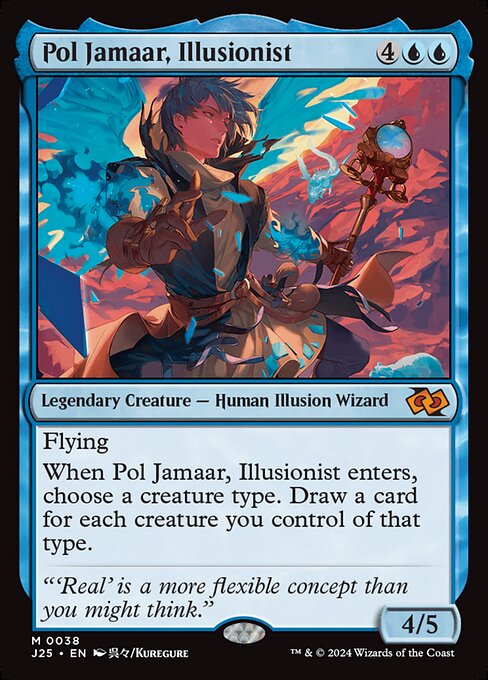 Pol Jamaar, Illusionist 4
Legendary Creature — Human Illusion Wizard
Flying
When Pol Jamaar, Illusionist enters,
choose a creature type. Draw a card
for each creature you control of that
type.
“‘Real’ is a more flexible concept than
you might think.”
4/5
M 0038
J25 • EN 呉々/Kuregure
™ & © 2024 Wizards of the Coast